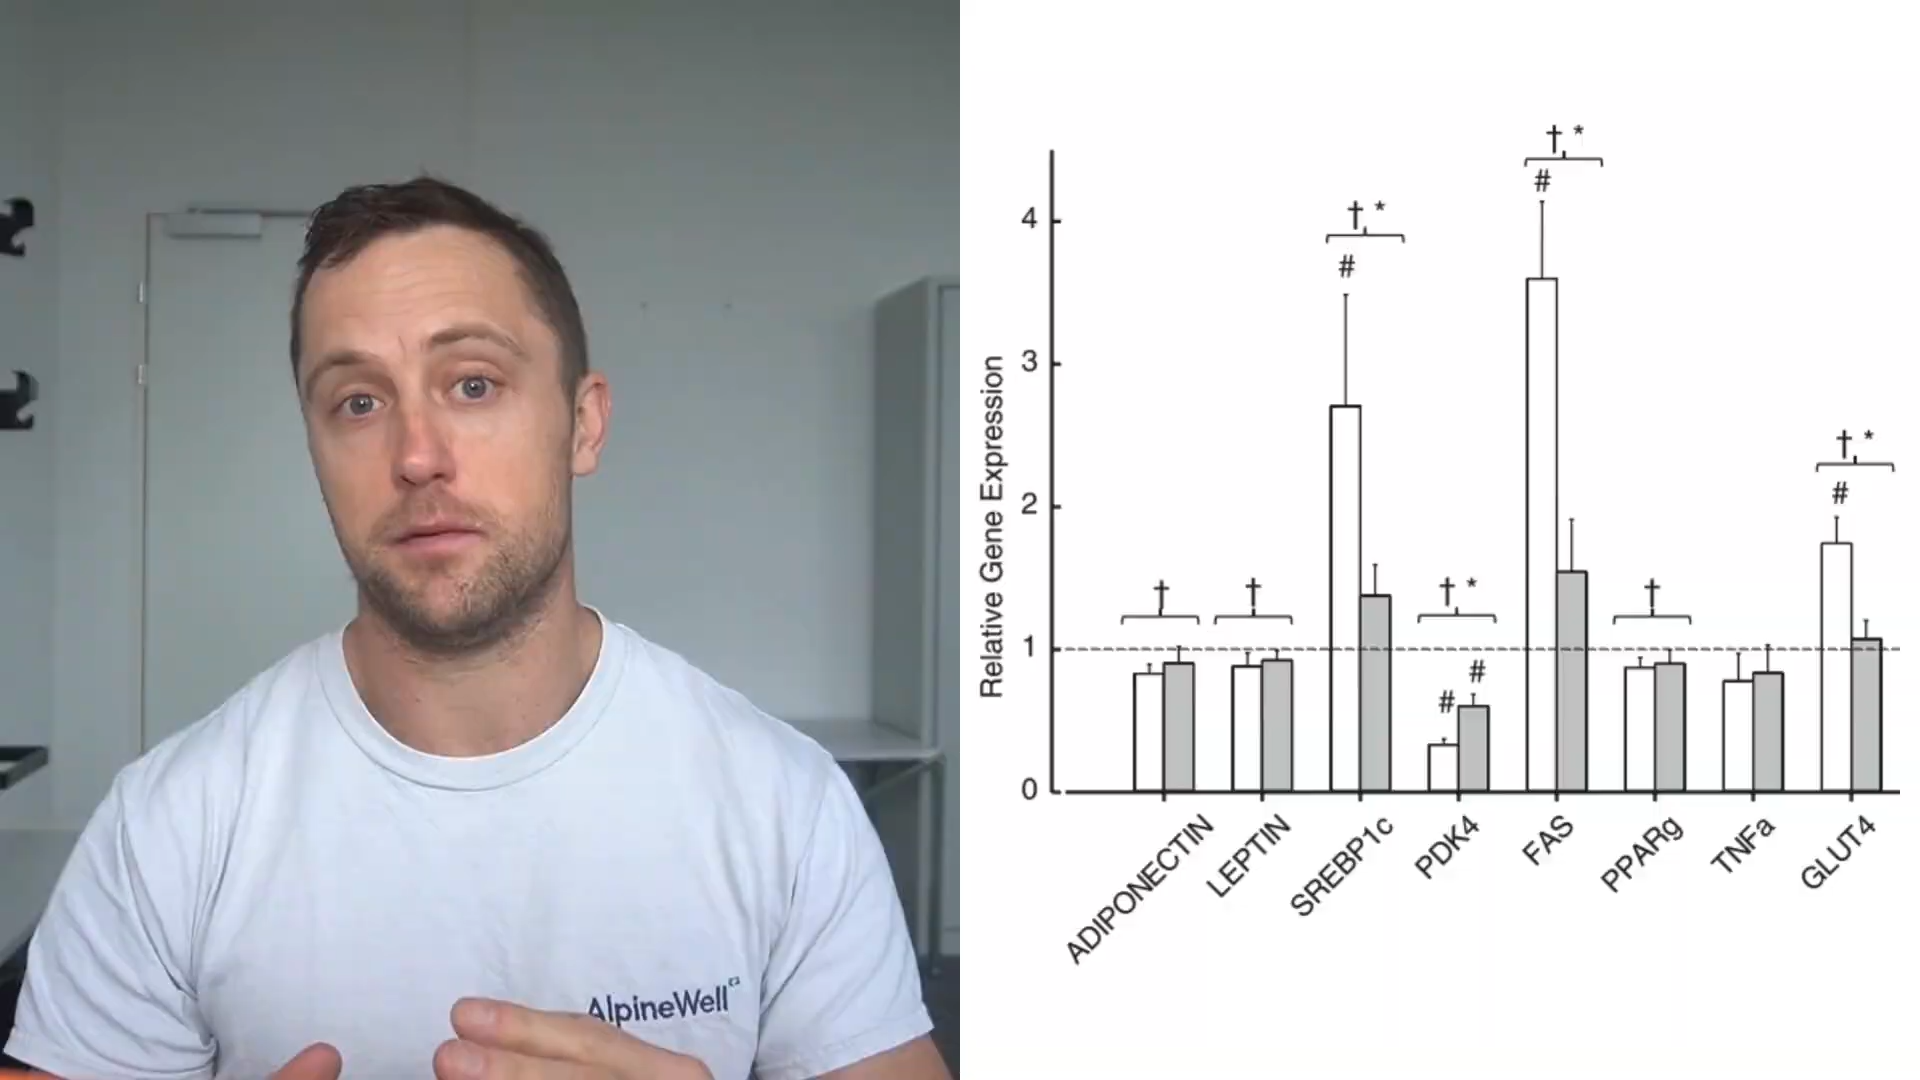 AlpineWell
† *
#
4
† *
#
3
Relative Gene Expression
† *
#
2
†
†
† *
†
1
#
#
0
ADIPONECTIN
LEPTIN
SREBP1c
PDK4
FAS
PPARg
TNFa
GLUT4